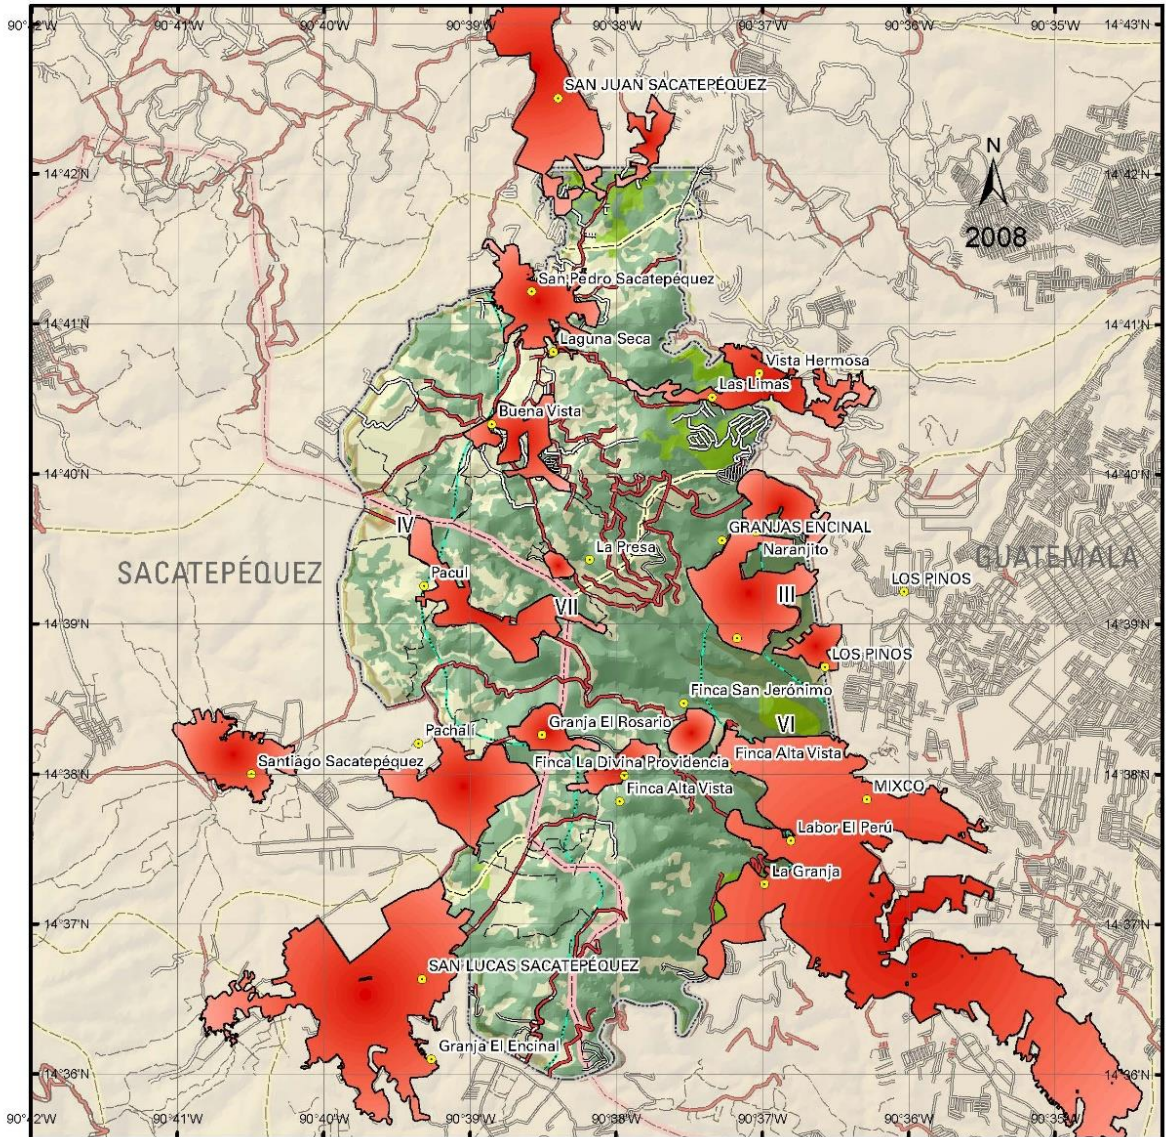 90°42'W 90°41'W 90°40'W 90°39'W 90°38'W 90°37'W 90°36'W 90°35'W 14°43'N
SAN JUAN SACATEPÉQUEZ
N
14°42'N 14°42'N
2008
San Pedro Sacatepéquez
14°41'N 14°41'N
Laguna Seca
Vista Hermosa
Las Limas
Buena Vista
14°40'N 14°40'N
IV
GRANJAS ENCINAL
La Presa
Naranjito
GUATEMALA
SACATEPÉQUEZ
Pacul
LOS PINOS
III
VII
14°39'N 14°39'N
LOS PINOS
Finca San Jerónimo
Granja El Rosario
VI
Pachalí
Finca Alta Vista
Santiago Sacatepéquez
Finca La Divina Providencia
14°38'N 14°38'N
Finca Alta Vista
MIXCO
Labor El Perú
La Granja
14°37'N 14°37'N
SAN LUCAS SACATEPÉQUEZ
Granja El Encinal
14°36'N 14°36'N
90°42'W 90°41'W 90°40'W 90°39'W 90°38'W 90°37'W 90°36'W 90°35'W